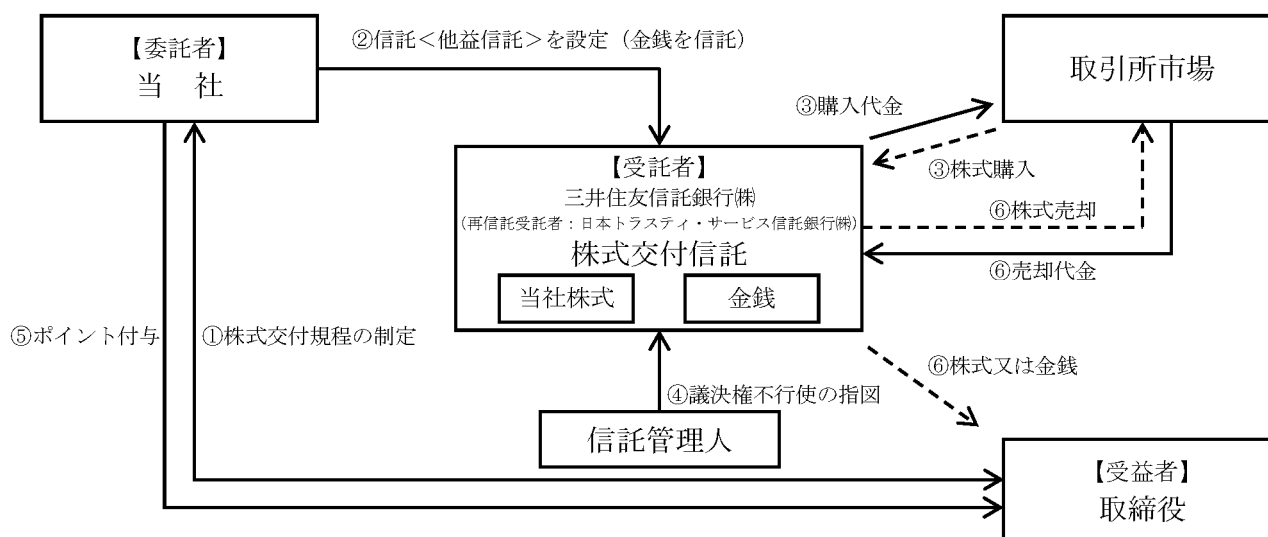 【委託者】
当 社
②信託＜他益信託＞を設定（金銭を信託）
取引所市場
③購入代金
③株式購入
【受託者】
三井住友信託銀行㈱
(再信託受託者：日本トラスティ・サービス信託銀行㈱)
株式交付信託
当社株式
金銭
⑥株式売却
⑥売却代金
⑤ポイント付与
①株式交付規程の制定
⑥株式又は金銭
④議決権不行使の指図
信託管理人
【受益者】
取締役